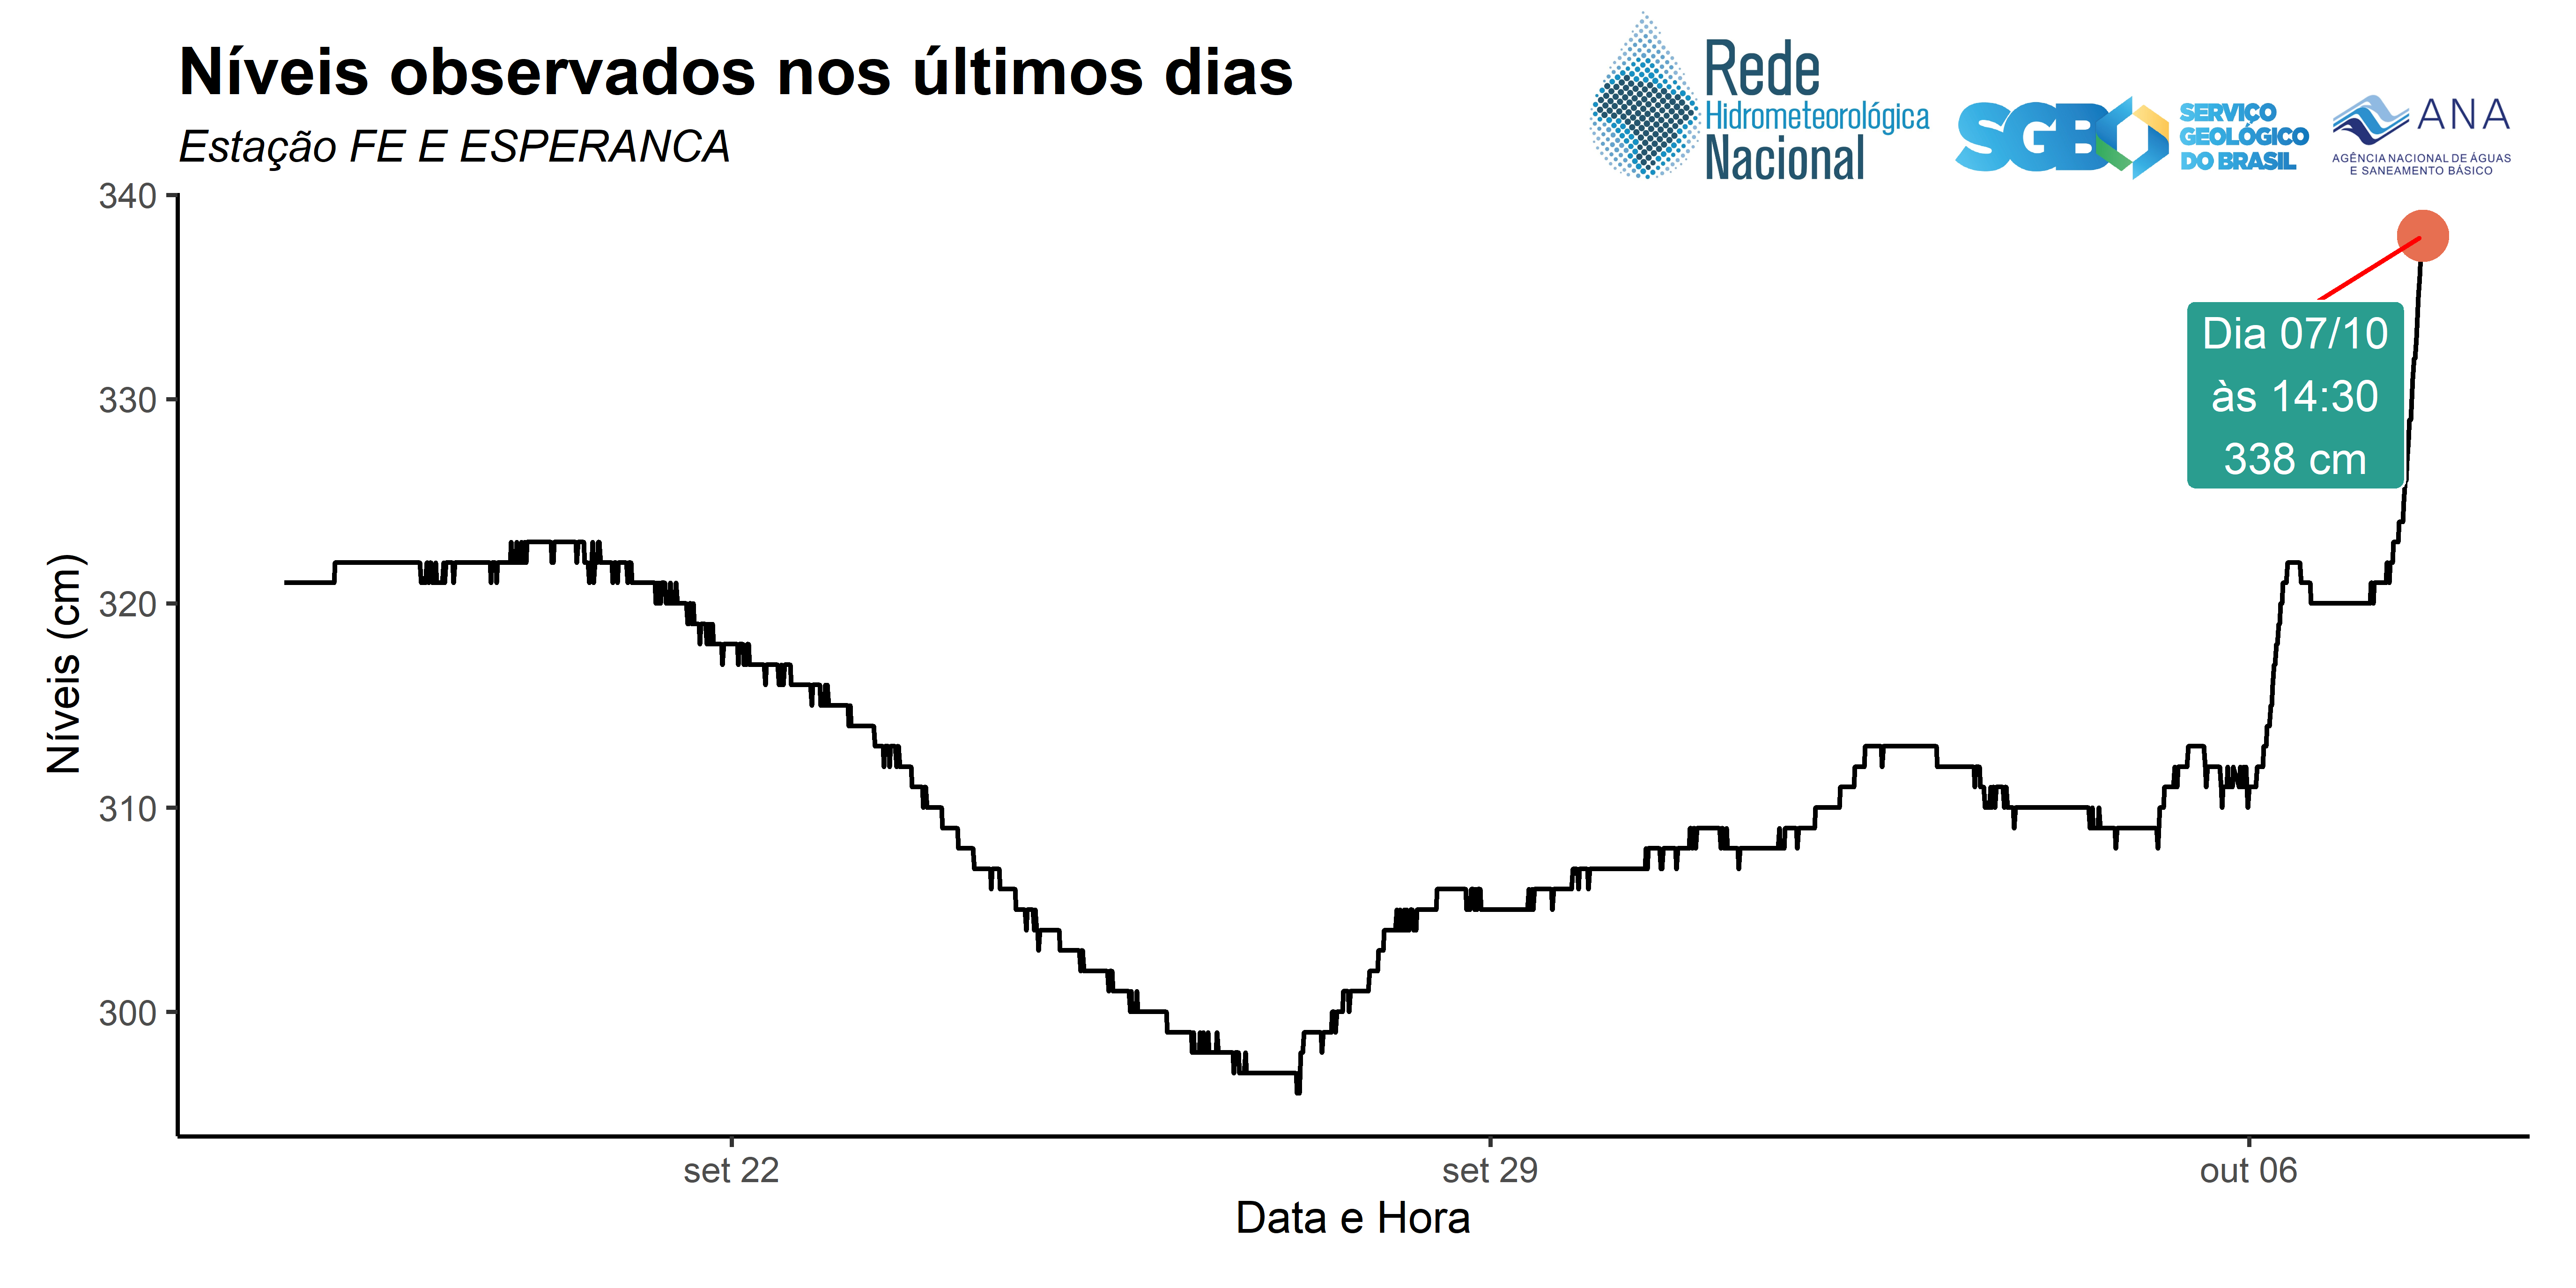 Níveis observados nos últimos dias
Estação FE E ESPERANCA
Rede
Hidrometeorológica
Nacional
SGB
SERVIÇO
GEOLÓGICO
DO BRASIL
ANA
AGÊNCIA NACIONAL DE ÁGUAS
E SANEAMENTO BÁSICO
340
330
320
310
300
Níveis (cm)
Dia 07/10
às 14:30
338 cm
set 22
set 29
out 06
Data e Hora